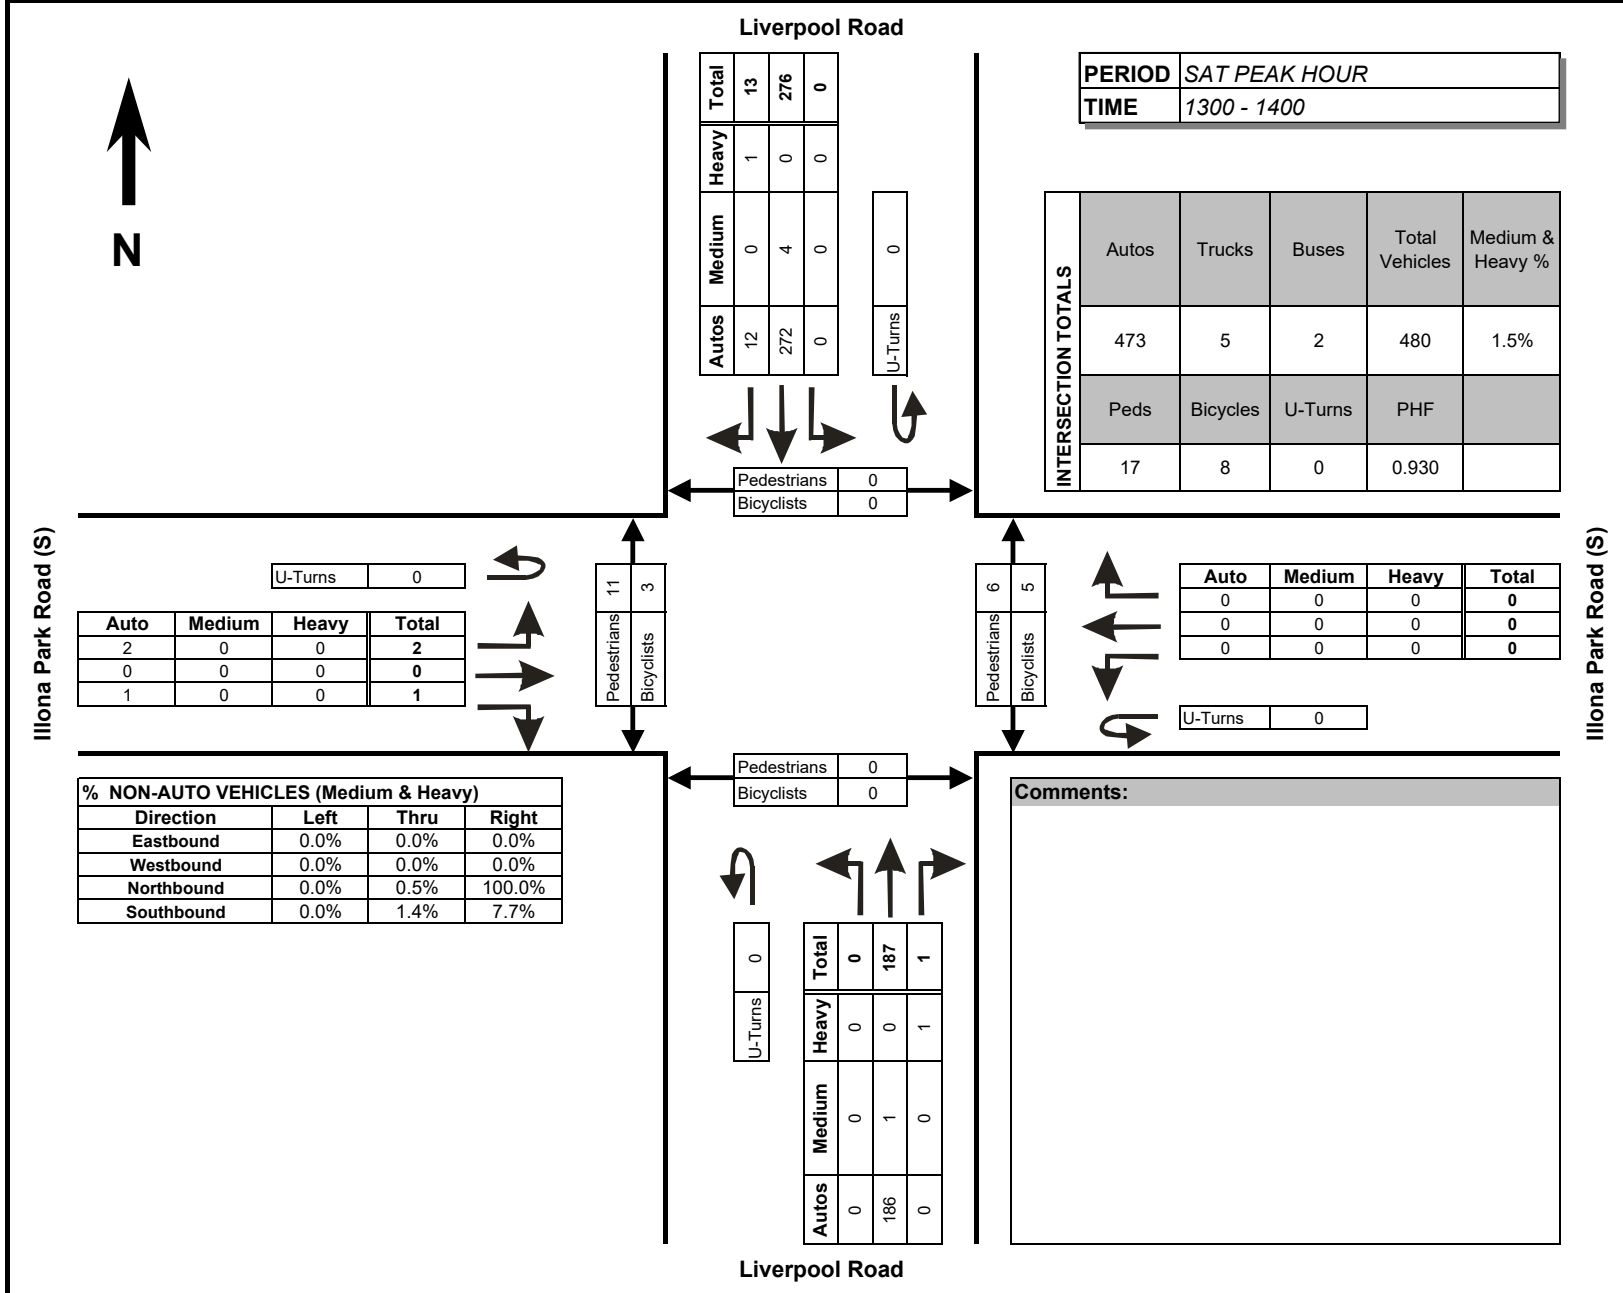 Liverpool Road
N
Total 13 276 0
Heavy 1 0 0
Medium 0 4 0
Autos 12 272 0
U-Turns 0
PERIOD SAT PEAK HOUR
TIME 1300 - 1400
INTERSECTION TOTALS
Autos Trucks Buses Total Vehicles Medium & Heavy %
473 5 2 480 1.5%
Peds Bicycles U-Turns PHF
17 8 0 0.930
Pedestrians 0
Bicyclists 0
Illona Park Road (S)
U-Turns 0
Auto Medium Heavy Total
2 0 0 2
0 0 0 0
1 0 0 1
Pedestrians 11
Bicyclists 3
Pedestrians 6
Bicyclists 5
Auto Medium Heavy Total
0 0 0 0
0 0 0 0
0 0 0 0
U-Turns 0
Illona Park Road (S)
Pedestrians 0
Bicyclists 0
% NON-AUTO VEHICLES (Medium & Heavy)
Direction Left Thru Right
Eastbound 0.0% 0.0% 0.0%
Westbound 0.0% 0.0% 0.0%
Northbound 0.0% 0.5% 100.0%
Southbound 0.0% 1.4% 7.7%
Comments:
U-Turns 0
Total 0 187 1
Heavy 0 0 1
Medium 0 1 0
Autos 0 186 0
Liverpool Road